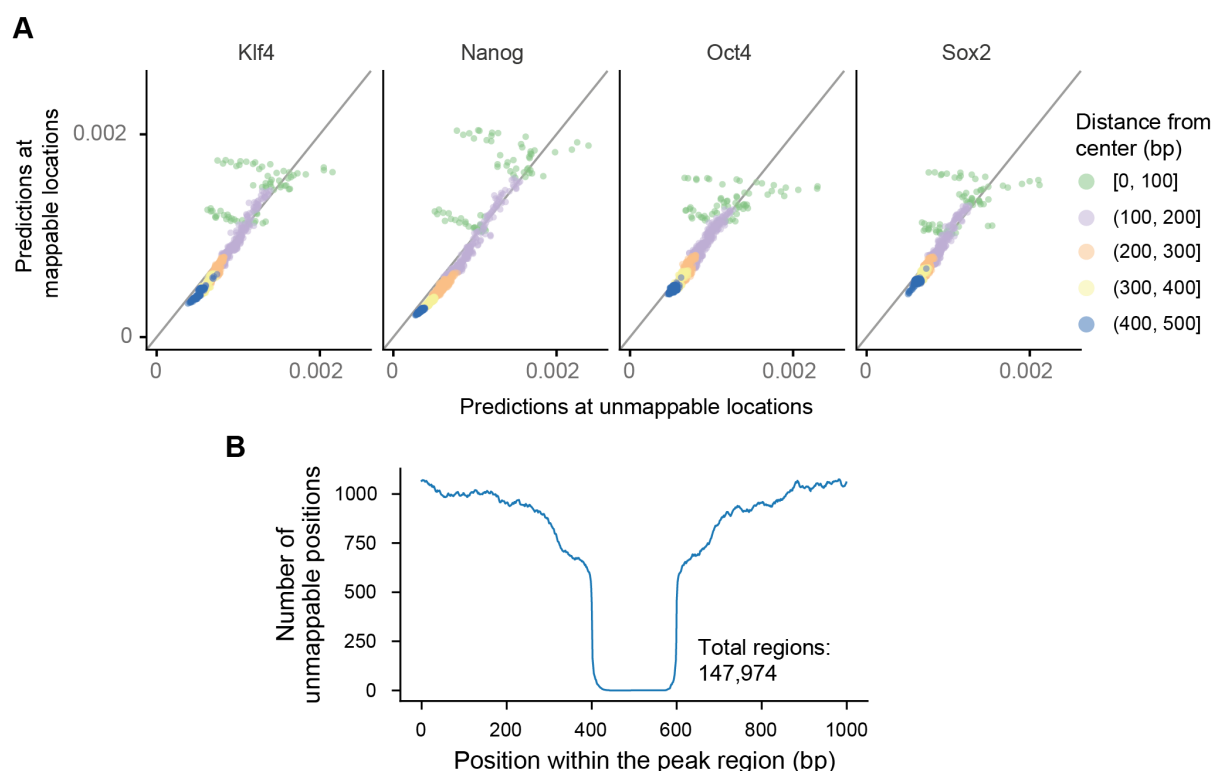 A
Klf4
Nanog
Oct4
Sox2
Predictions at
mappable locations
0.002
0
0
0.002
0
0.002
0
0.002
0
0.002
Predictions at unmappable locations
Distance from
center (bp)
[0, 100]
(100, 200]
(200, 300]
(300, 400]
(400, 500]
B
Number of
unmappable positions
1000
750
500
250
0
Total regions:
147,974
0
200
400
600
800
1000
Position within the peak region (bp)